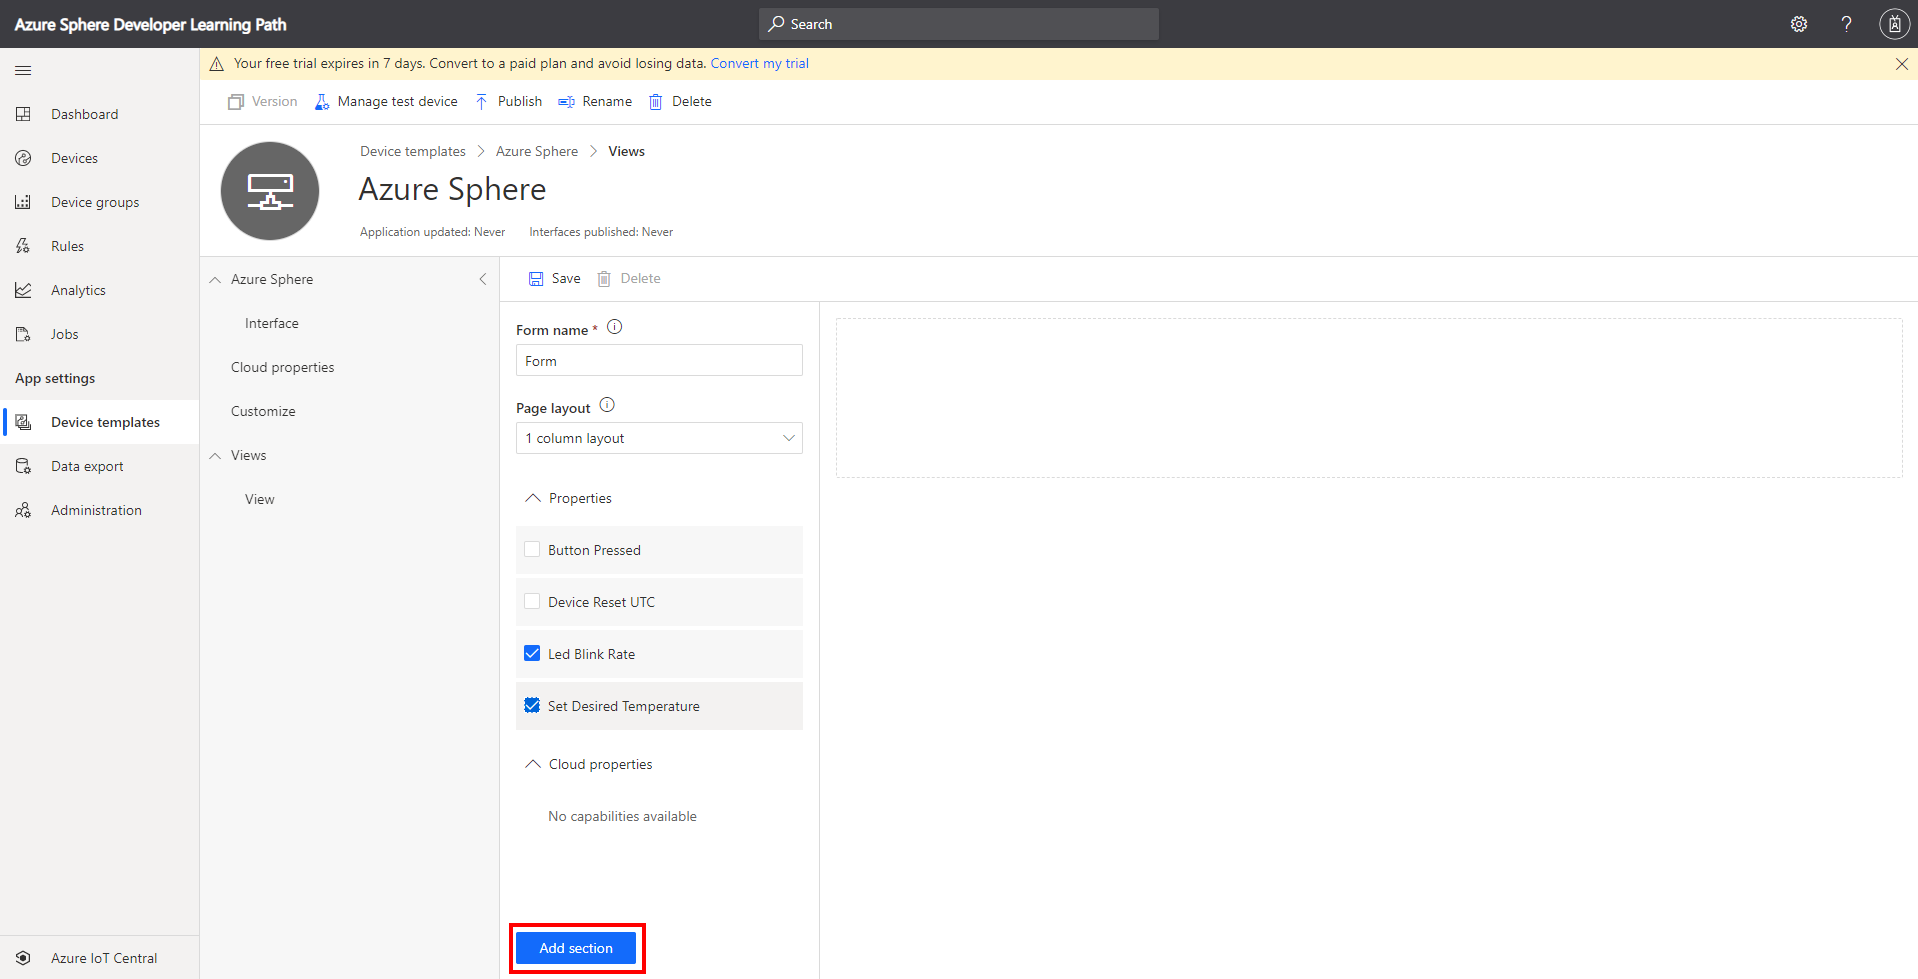 Azure Sphere Developer Learning Path
Search
Your free trial expires in 7 days. Convert to a paid plan and avoid losing data. Convert my trial
Version
Manage test device
Publish
Rename
Delete
Dashboard
Devices
Device groups
Rules
Analytics
Jobs
App settings
Device templates
Data export
Administration
Azure IoT Central
Device templates > Azure Sphere > Views
Azure Sphere
Application updated: Never
Interfaces published: Never
Azure Sphere
Interface
Cloud properties
Customize
Views
View
Save
Delete
Form name *
Form
Page layout
1 column layout
Properties
Button Pressed
Device Reset UTC
Led Blink Rate
Set Desired Temperature
Cloud properties
No capabilities available
Add section